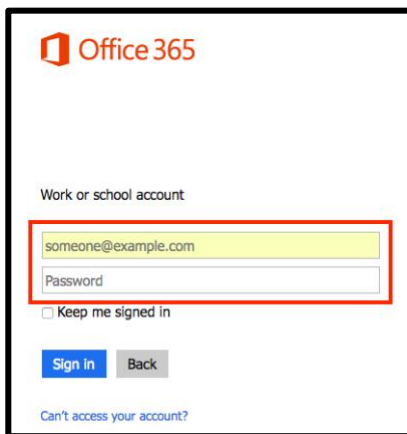 Office 365
Work or school account
someone@example.com
Password
Keep me signed in
Sign in Back
Can't access your account?